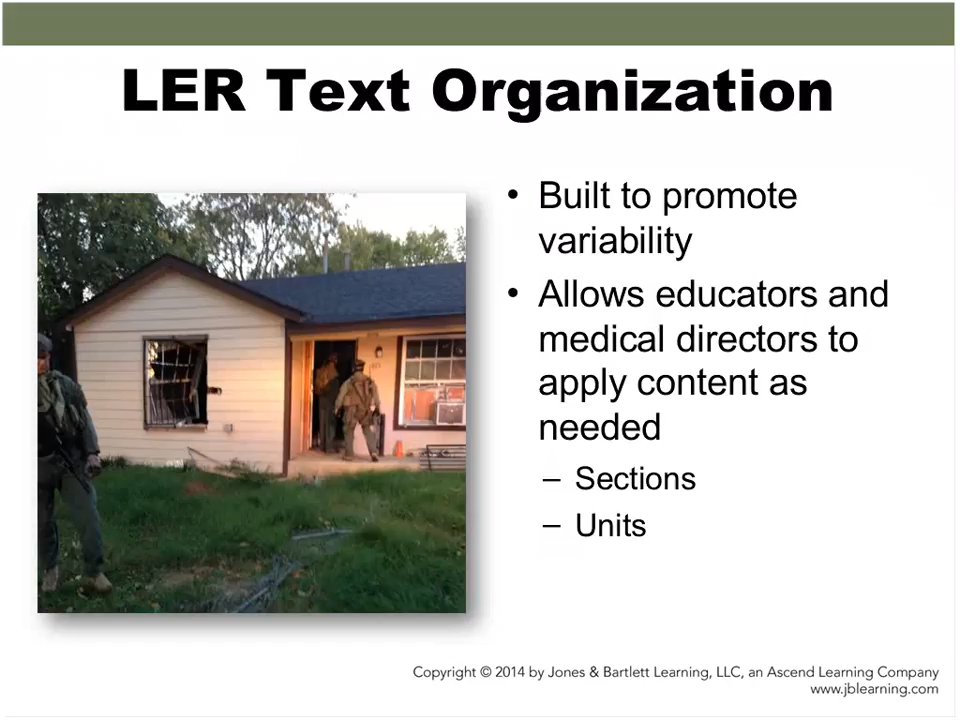 LER Text Organization
• Built to promote
variability
• Allows educators and
medical directors to
apply content as
needed
– Sections
– Units
Copyright © 2014 by Jones & Bartlett Learning, LLC, an Ascend Learning Company
www.jblearning.com